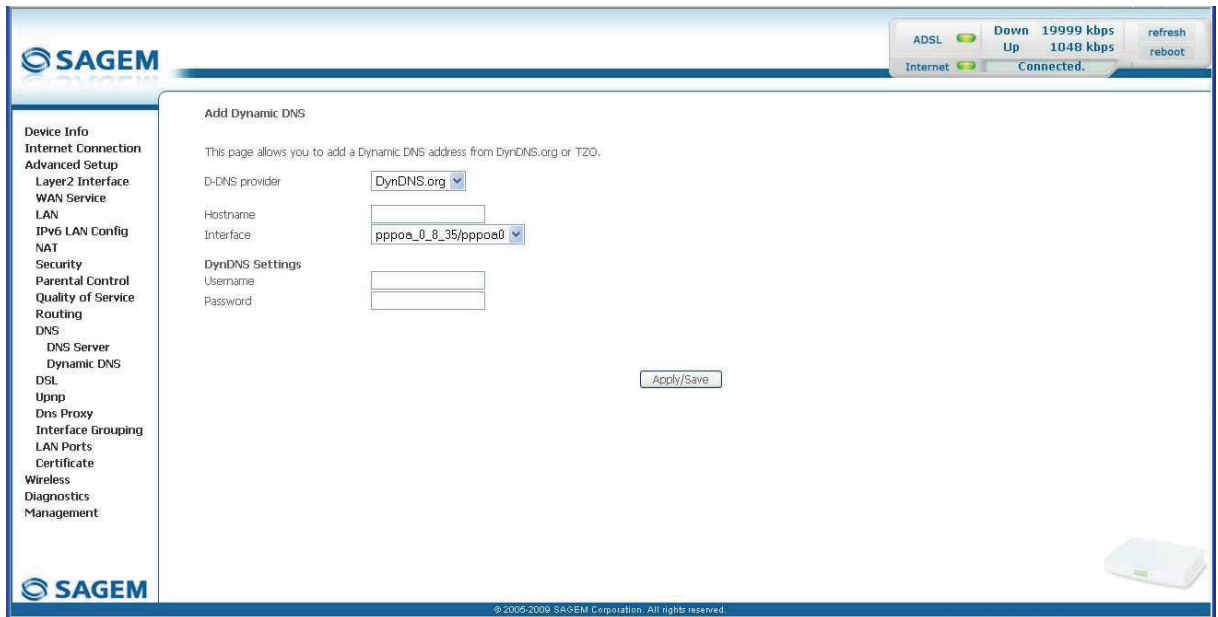 SAGEM
ADSL
Down 19999 kbps
Up 1048 kbps
refresh
reboot
Internet
Connected.
Device Info
Internet Connection
Advanced Setup
Layer2 Interface
WAN Service
LAN
IPv6 LAN Config
NAT
Security
Parental Control
Quality of Service
Routing
DNS
DNS Server
Dynamic DNS
DSL
Upnp
Dns Proxy
Interface Grouping
LAN Ports
Certificate
Wireless
Diagnostics
Management
SAGEM
Add Dynamic DNS
This page allows you to add a Dynamic DNS address from DynDNS.org or TZO.
D-DNS provider DynDNS.org
Hostname
Interface pppoa_0_8_35/pppoa0
DynDNS Settings
Username
Password
Apply/Save
© 2005-2009 SAGEM Corporation. All rights reserved.